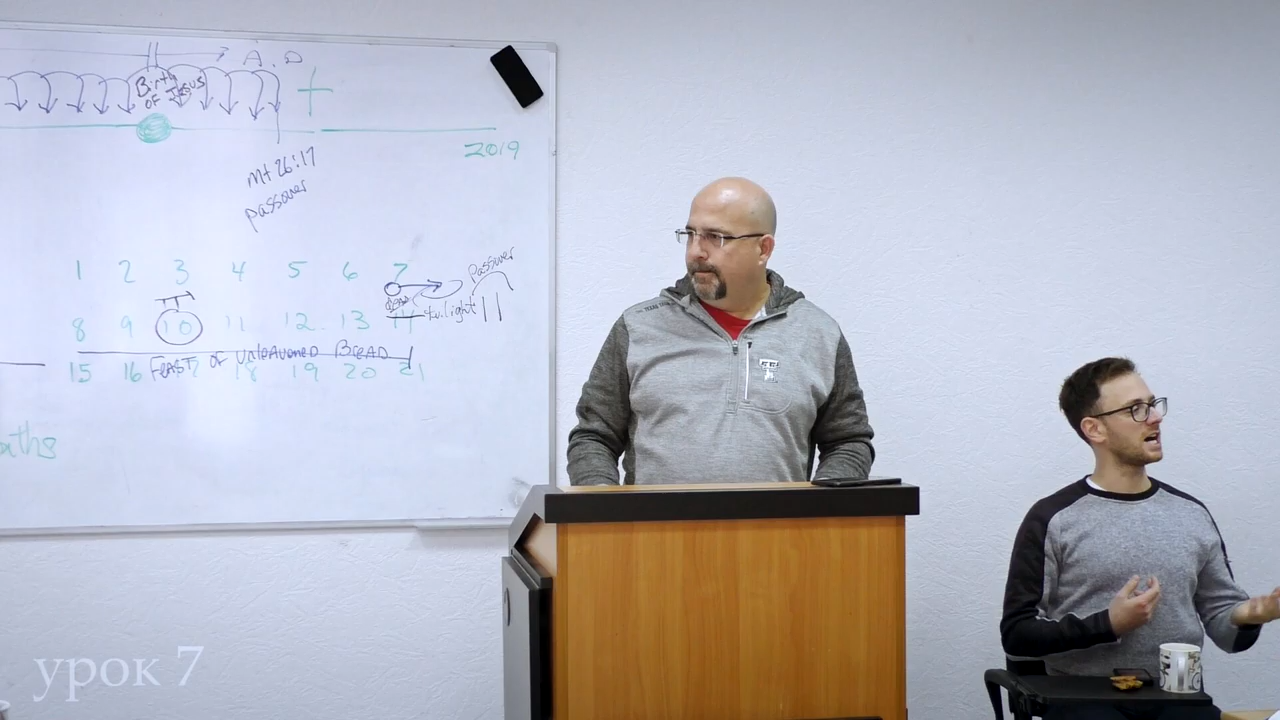 A.D
Birth
of Jesus
2019
Mt 26:17
passover
1 2 3 4 5 6 7
Passover
twilight
8 9 10 11 12 13 14
FEAST OF UNLEAVENED BREAD
15 16 17 18 19 20 21
урок 7